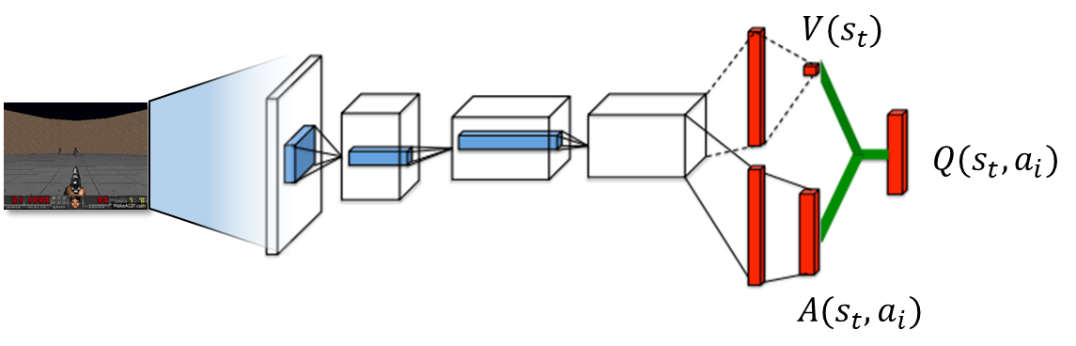 V(s_t)
Q(s_t, a_i)
A(s_t, a_i)